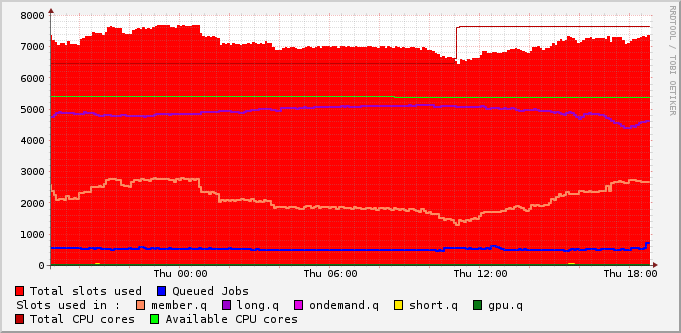 8000
7000
6000
5000
4000
3000
2000
1000
0
Thu 00:00 Thu 06:00 Thu 12:00 Thu 18:00
RRDTOOL / TOBI OETIKER
Total slots used Queued Jobs
Slots used in : member.q long.q ondemand.q short.q gpu.q
Total CPU cores Available CPU cores